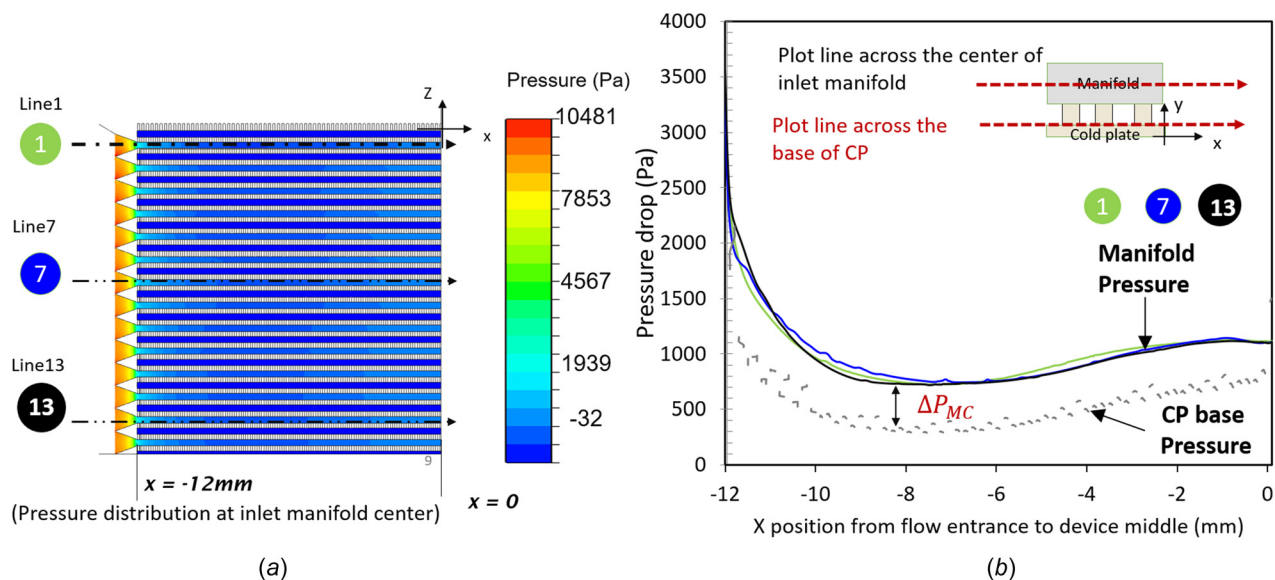 Line1
1
Line7
7
Line13
13
Z
x
9
x = -12mm
x = 0
(Pressure distribution at inlet manifold center)
Pressure (Pa)
10481
7853
4567
1939
-32
(a)
Pressure drop (Pa)
4000
3500
3000
2500
2000
1500
1000
500
0
Plot line across the center of
inlet manifold
Plot line across the
base of CP
Manifold
y
Cold plate
x
1 7 13
Manifold
Pressure
ΔP_MC
CP base
Pressure
-12 -10 -8 -6 -4 -2 0
X position from flow entrance to device middle (mm)
(b)